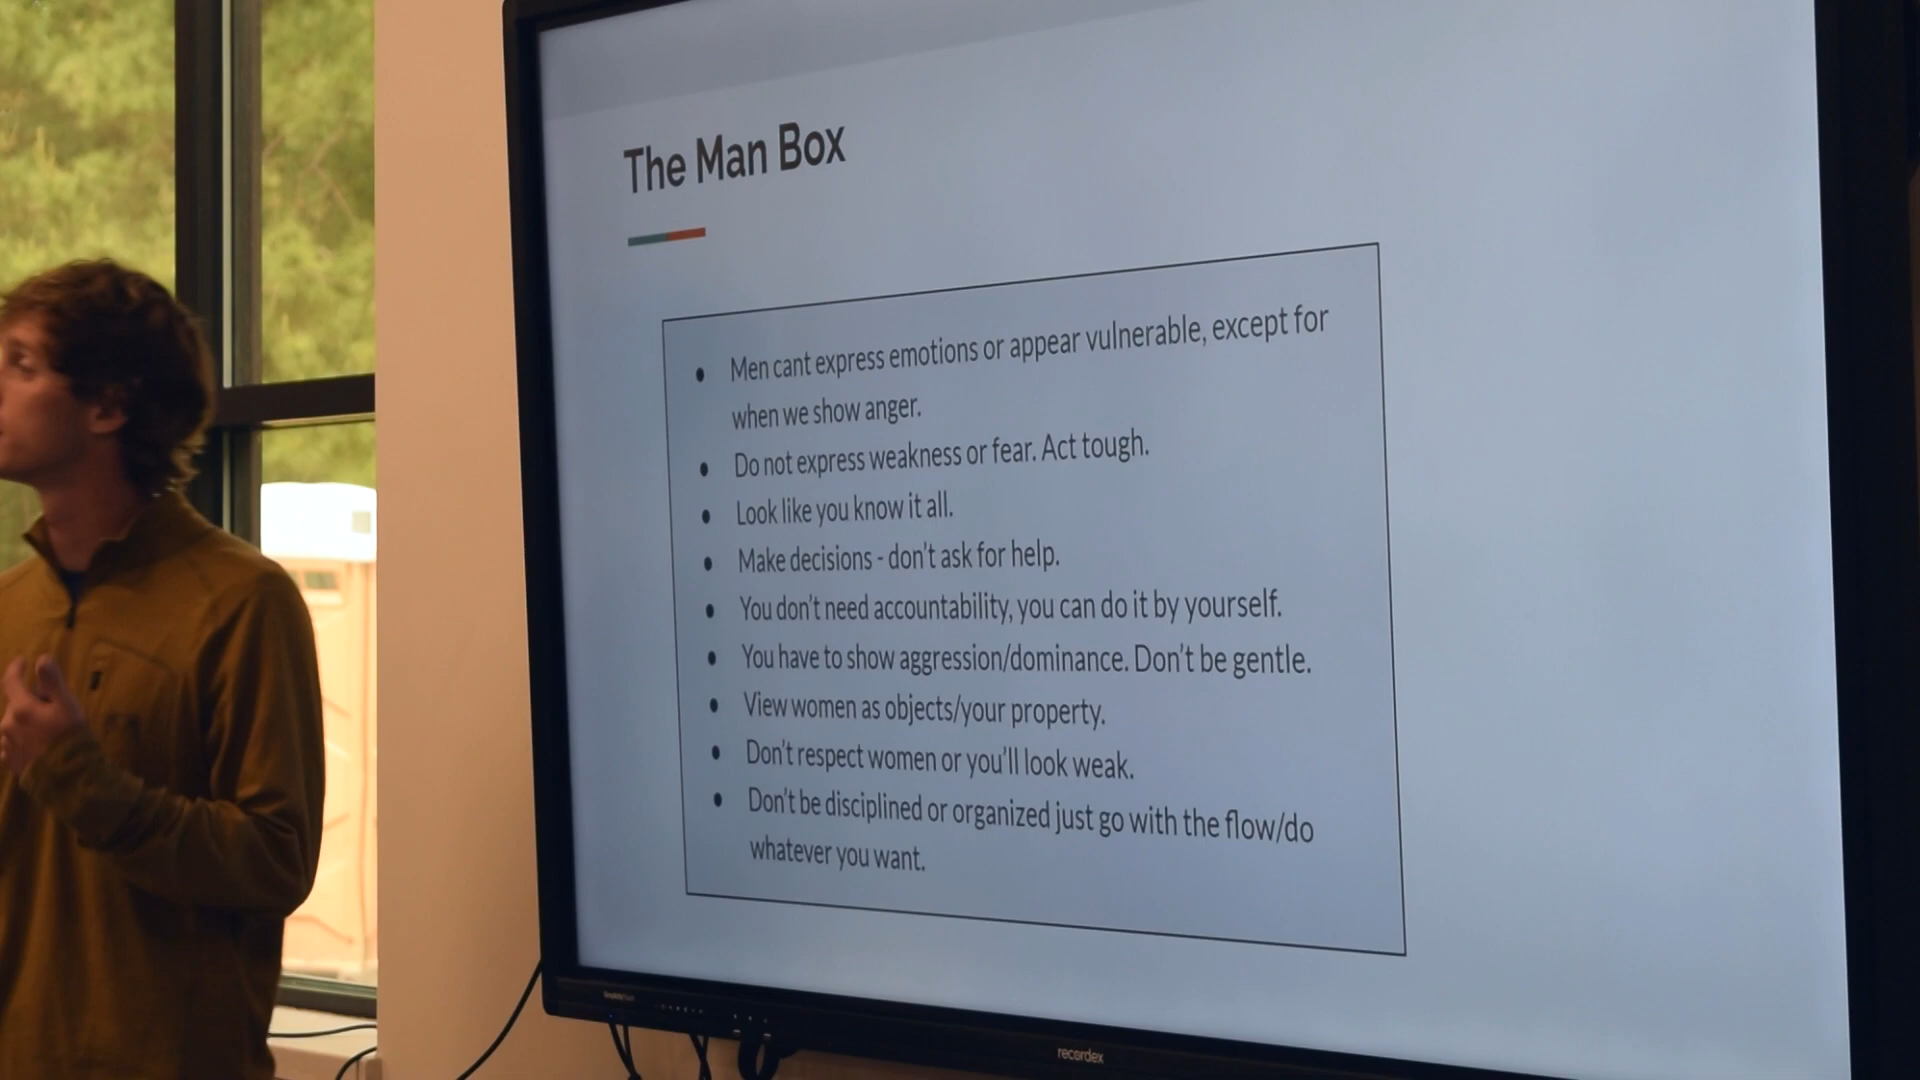 The Man Box
● Men cant express emotions or appear vulnerable, except for
when we show anger.
● Do not express weakness or fear. Act tough.
● Look like you know it all.
● Make decisions - don't ask for help.
● You don't need accountability, you can do it by yourself.
● You have to show aggression/dominance. Don't be gentle.
● View women as objects/your property.
● Don't respect women or you'll look weak.
● Don't be disciplined or organized just go with the flow/do
whatever you want.
recordex